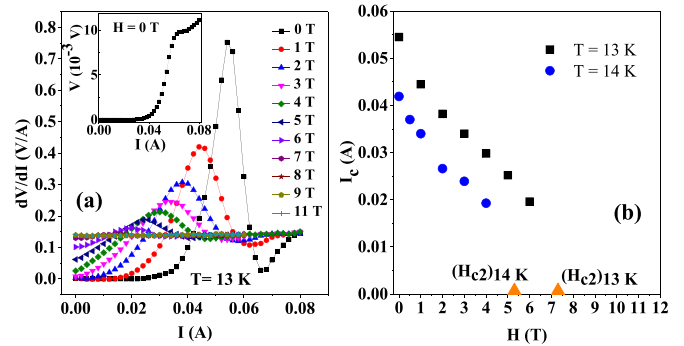 (a)
H = 0 T
V (10⁻³ V)
10
5
0
0.00 0.04 0.08
I (A)
0 T
1 T
2 T
3 T
4 T
5 T
6 T
7 T
8 T
9 T
11 T
dV/dI (V/A)
0.8
0.7
0.6
0.5
0.4
0.3
0.2
0.1
0.0
(a)
T= 13 K
0.00 0.02 0.04 0.06 0.08
I (A)
I_c (A)
0.06
0.05
0.04
0.03
0.02
0.01
0.00
T = 13 K
T = 14 K
(b)
(H_c2)14 K
(H_c2)13 K
0 1 2 3 4 5 6 7 8 9 10 11 12
H (T)